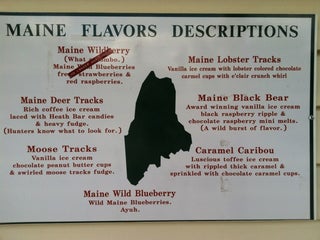 MAINE FLAVORS DESCRIPTIONS
Maine Wildberry
(What a combo.)
Maine Wild Blueberries
fresh strawberries &
red raspberries.
Maine Lobster Tracks
Vanilla ice cream with lobster colored chocolate
carmel cups with e'clair crunch whirl
Maine Deer Tracks
Rich coffee ice cream
laced with Heath Bar candies
& heavy fudge.
(Hunters know what to look for.)
Maine Black Bear
Award winning vanilla ice cream
black raspberry ripple &
chocolate raspberry mini melts.
(A wild burst of flavor.)
Moose Tracks
Vanilla ice cream
chocolate peanut butter cups
& swirled moose tracks fudge.
Caramel Caribou
Luscious toffee ice cream
with rippled thick caramel &
sprinkled with chocolate caramel cups.
Maine Wild Blueberry
Wild Maine Blueberries.
Ayuh.